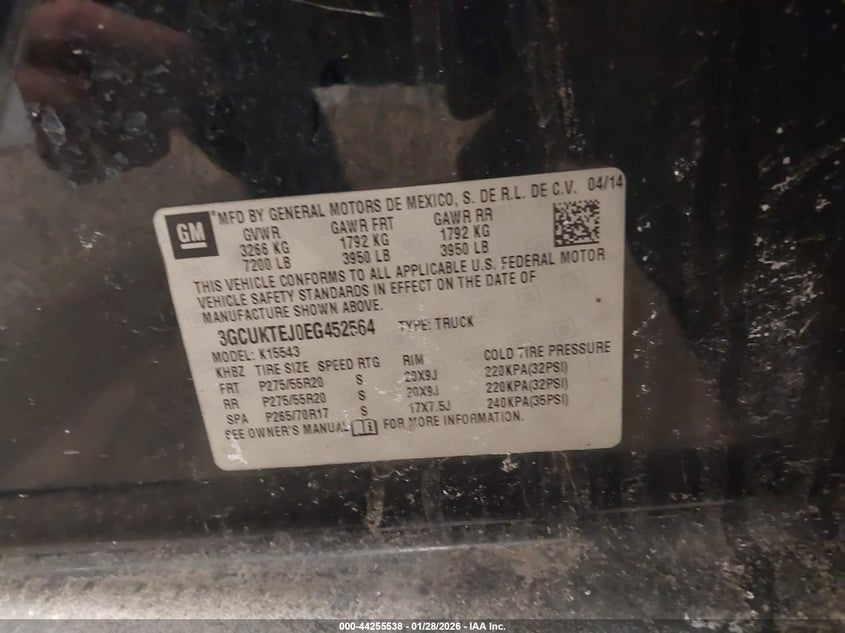 GM
® MFD BY GENERAL MOTORS DE MEXICO, S. DE R.L. DE C.V. 04/14
GVWR GAWR FRT GAWR RR
3266 KG 1792 KG 1792 KG
7200 LB 3950 LB 3950 LB
THIS VEHICLE CONFORMS TO ALL APPLICABLE U.S. FEDERAL MOTOR
VEHICLE SAFETY STANDARDS IN EFFECT ON THE DATE OF
MANUFACTURE SHOWN ABOVE.
3GCUKTEJ0EG452564 TYPE: TRUCK
MODEL: K15543
KHBZ TIRE SIZE SPEED RTG RIM COLD TIRE PRESSURE
FRT P275/55R20 S 20X9J 220KPA(32PSI)
RR P275/55R20 S 20X9J 220KPA(32PSI)
SPA P265/70R17 S 17X7.5J 240KPA(35PSI)
SEE OWNER'S MANUAL FOR MORE INFORMATION.
000-44255538 - 01/28/2026 - IAA Inc.